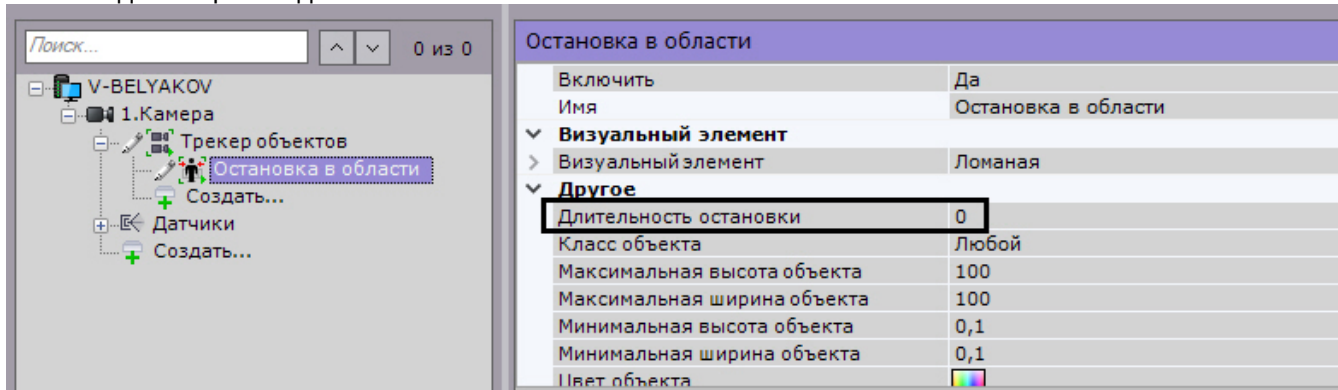 Поиск...
0 из 0
V-BELYAKOV
1.Камера
Трекер объектов
Остановка в области
Создать...
Датчики
Создать...
Остановка в области
Включить Да
Имя Остановка в области
Визуальный элемент
Визуальный элемент Ломаная
Другое
Длительность остановки 0
Класс объекта Любой
Максимальная высота объекта 100
Максимальная ширина объекта 100
Минимальная высота объекта 0,1
Минимальная ширина объекта 0,1
Цвет объекта